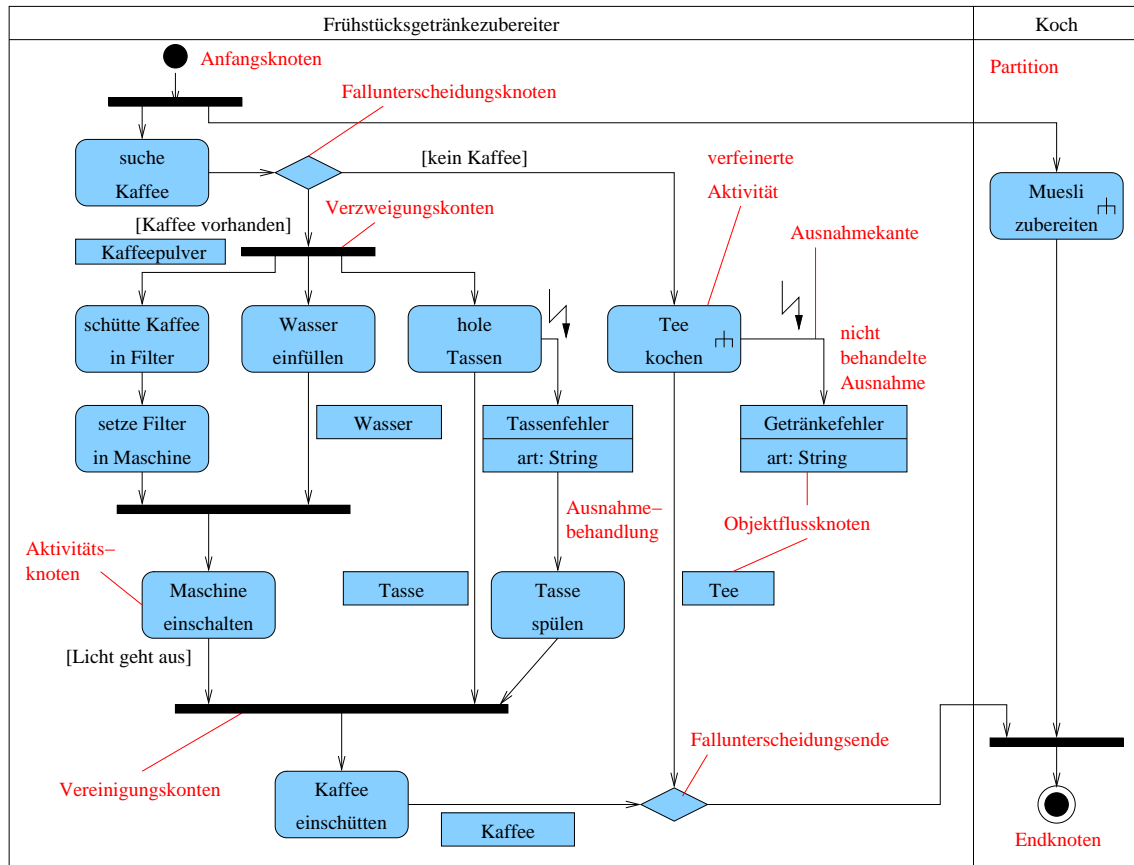 Frühstücksgetränkezubereiter
Koch
Anfangsknoten
Partition
Fallunterscheidungsknoten
suche
Kaffee
[kein Kaffee]
verfeinerte
Aktivität
Muesli
zubereiten
Verzweigungskonten
[Kaffee vorhanden]
Kaffeepulver
Ausnahmekante
schütte Kaffee
in Filter
Wasser
einfüllen
hole
Tassen
Tee
kochen
nicht
behandelte
Ausnahme
setze Filter
in Maschine
Wasser
Tassenfehler
art: String
Getränkefehler
art: String
Ausnahme–
behandlung
Objektflussknoten
Aktivitäts–
knoten
Maschine
einschalten
Tasse
Tasse
spülen
Tee
[Licht geht aus]
Fallunterscheidungsende
Vereinigungskonten
Kaffee
einschütten
Kaffee
Endknoten